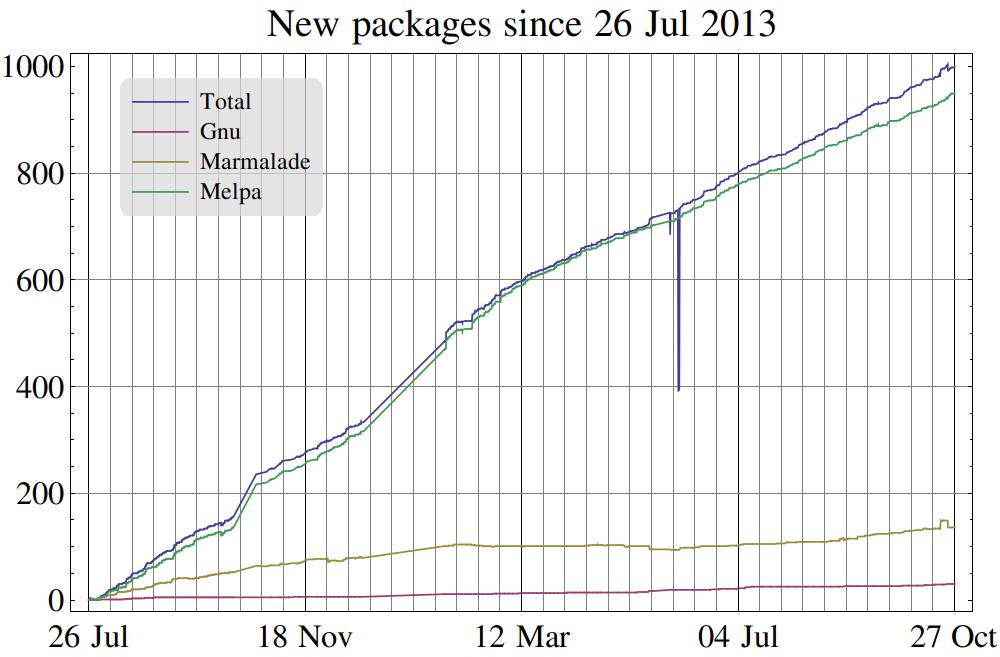 New packages since 26 Jul 2013
1000
800
600
400
200
0
Total
Gnu
Marmalade
Melpa
26 Jul 18 Nov 12 Mar 04 Jul 27 Oct